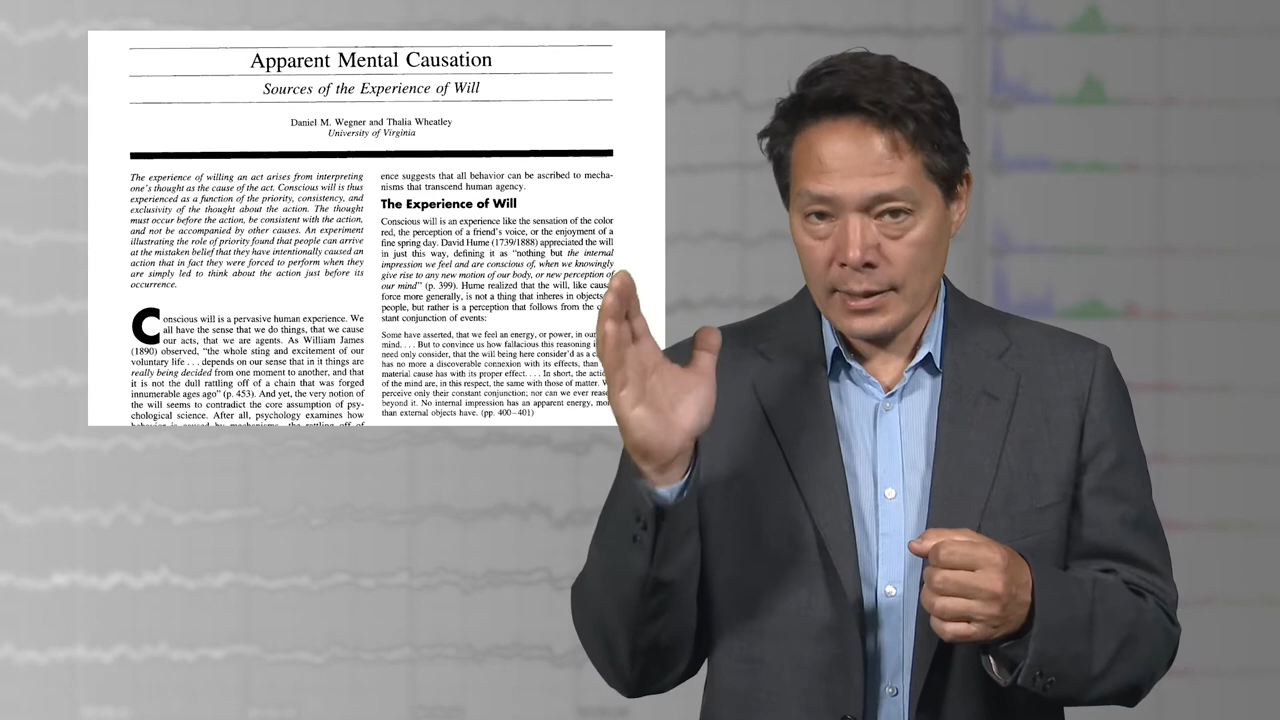 Apparent Mental Causation
Sources of the Experience of Will
Daniel M. Wegner and Thalia Wheatley
University of Virginia
The experience of willing an act arises from interpreting
one's thought as the cause of the act. Conscious will is thus
experienced as a function of the priority, consistency, and
exclusivity of the thought about the action. The thought
must occur before the action, be consistent with the action,
and not be accompanied by other causes. An experiment
illustrating the role of priority found that people can arrive
at the mistaken belief that they have intentionally caused an
action that in fact they were forced to perform when they
are simply led to think about the action just before its
occurrence.
Conscious will is a pervasive human experience. We
all have the sense that we do things, that we cause
our acts, that we are agents. As William James
(1890) observed, "the whole sting and excitement of our
voluntary life . . . depends on our sense that in it things are
really being decided from one moment to another, and that
it is not the dull rattling off of a chain that was forged
innumerable ages ago" (p. 453). And yet, the very notion of
the will seems to contradict the core assumption of psy-
chological science. After all, psychology examines how
behavior is caused by mechanisms, the rattling off of
ence suggests that all behavior can be ascribed to mecha-
nisms that transcend human agency.
The Experience of Will
Conscious will is an experience like the sensation of the color
red, the perception of a friend's voice, or the enjoyment of a
fine spring day. David Hume (1739/1888) appreciated the will
in just this way, defining it as "nothing but the internal
impression we feel and are conscious of, when we knowingly
give rise to any new motion of our body, or new perception of
our mind" (p. 399). Hume realized that the will, like causa
force more generally, is not a thing that inheres in objects
people, but rather is a perception that follows from the
stant conjunction of events:
Some have asserted, that we feel an energy, or power, in our
mind. . . . But to convince us how fallacious this reasoning
need only consider, that the will being here consider'd as a
has no more a discoverable connexion with its effects, than
material cause has with its proper effect. . . . In short, the
of the mind are, in this respect, the same with those of matter.
perceive only their constant conjunction; nor can we ever
beyond it. No internal impression has an apparent energy,
than external objects have. (pp. 400–401)